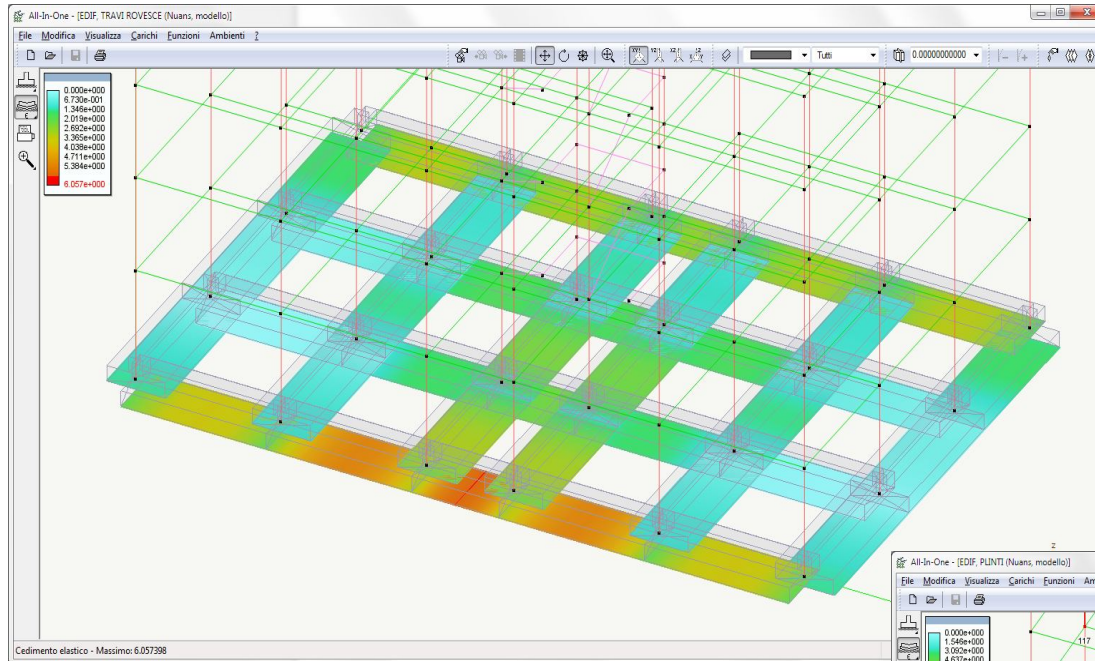 All-In-One - [EDIF, TRAVI ROVESCE (Nuans, modello)]
File Modifica Visualizza Carichi Funzioni Ambienti ?
Tutti 0.00000000000
0.000e+000
6.730e-001
1.346e+000
2.019e+000
2.692e+000
3.365e+000
4.038e+000
4.711e+000
5.384e+000
6.057e+000
z
All-In-One - [EDIF, PLINTI (Nuans, modello)]
File Modifica Visualizza Carichi Funzioni
0.000e+000
1.546e+000
3.092e+000
4.637e+000
117
Cedimento elastico - Massimo: 6.057398